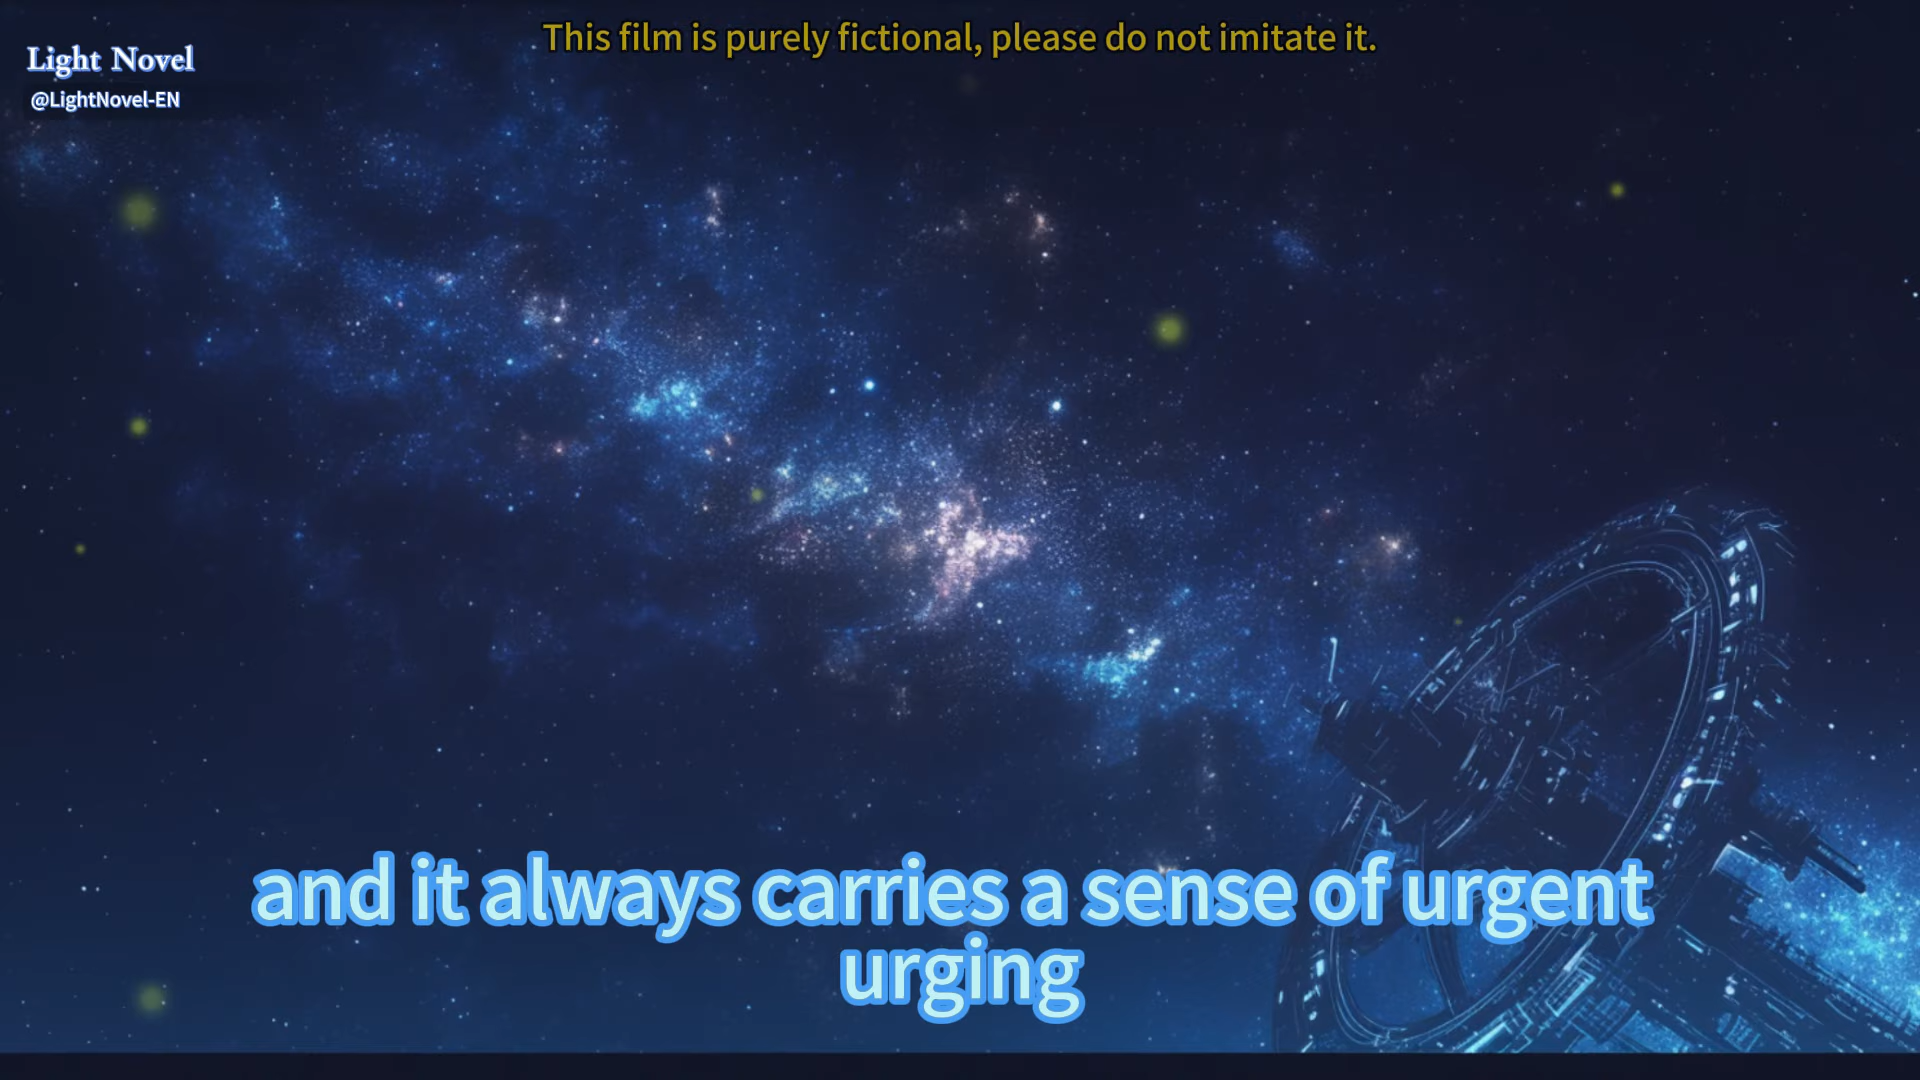 This film is purely fictional, please do not imitate it.
Light Novel
@LightNovel-EN
and it always carries a sense of urgent
urging